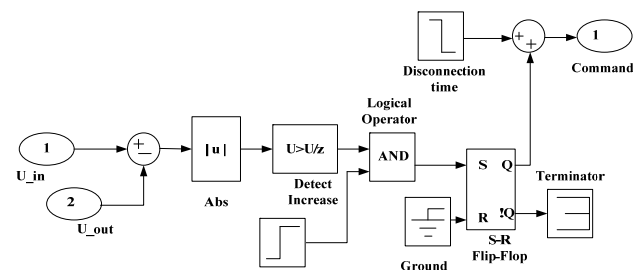 1
Command
Disconnection
time
+
+
Logical
Operator
1
U_in
+
−
|u|
Abs
U>U/z
Detect
Increase
AND
S
Q
R
!Q
S-R
Flip-Flop
Terminator
2
U_out
Ground